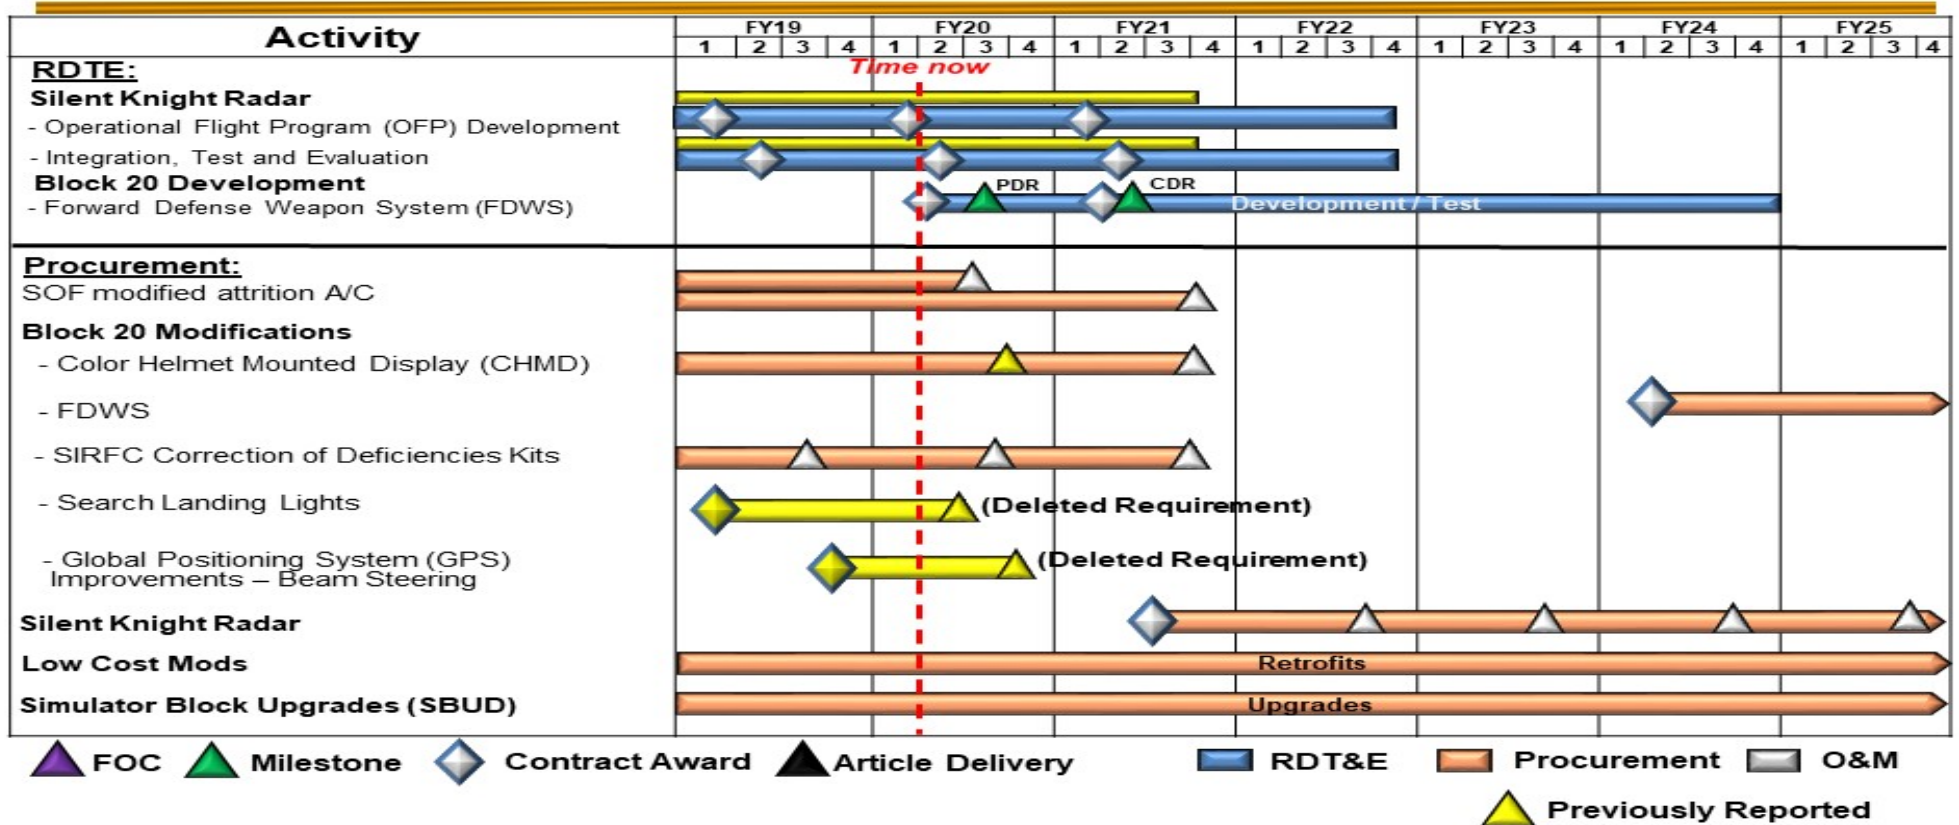 Activity
FY19 FY20 FY21 FY22 FY23 FY24 FY25
1 2 3 4 1 2 3 4 1 2 3 4 1 2 3 4 1 2 3 4 1 2 3 4 1 2 3 4
RDTE:
Time now
Silent Knight Radar
- Operational Flight Program (OFP) Development
- Integration, Test and Evaluation
Block 20 Development
PDR CDR
- Forward Defense Weapon System (FDWS)
Development / Test
Procurement:
SOF modified attrition A/C
Block 20 Modifications
- Color Helmet Mounted Display (CHMD)
- FDWS
- SIRFC Correction of Deficiencies Kits
- Search Landing Lights
(Deleted Requirement)
- Global Positioning System (GPS)
Improvements – Beam Steering
(Deleted Requirement)
Silent Knight Radar
Low Cost Mods
Retrofits
Simulator Block Upgrades (SBUD)
Upgrades
FOC Milestone Contract Award Article Delivery RDT&E Procurement O&M
Previously Reported